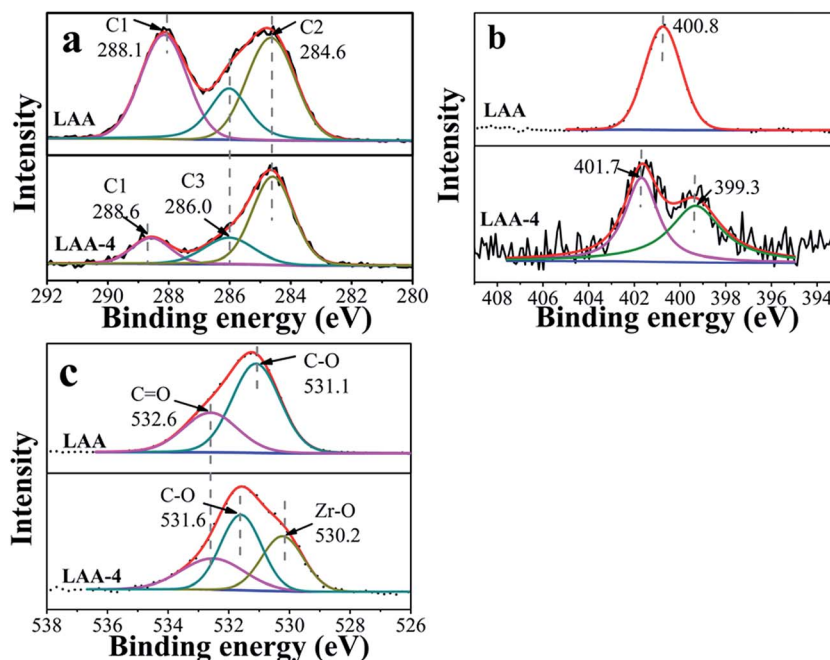 a
C1
288.1
C2
284.6
LAA
C1
288.6
C3
286.0
LAA-4
Intensity
292 290 288 286 284 282 280
Binding energy (eV)
b
400.8
LAA
401.7
399.3
LAA-4
Intensity
408 406 404 402 400 398 396 394
Binding energy (eV)
c
C-O
531.1
C=O
532.6
LAA
C-O
531.6
Zr-O
530.2
LAA-4
Intensity
538 536 534 532 530 528 526
Binding Energy (eV)